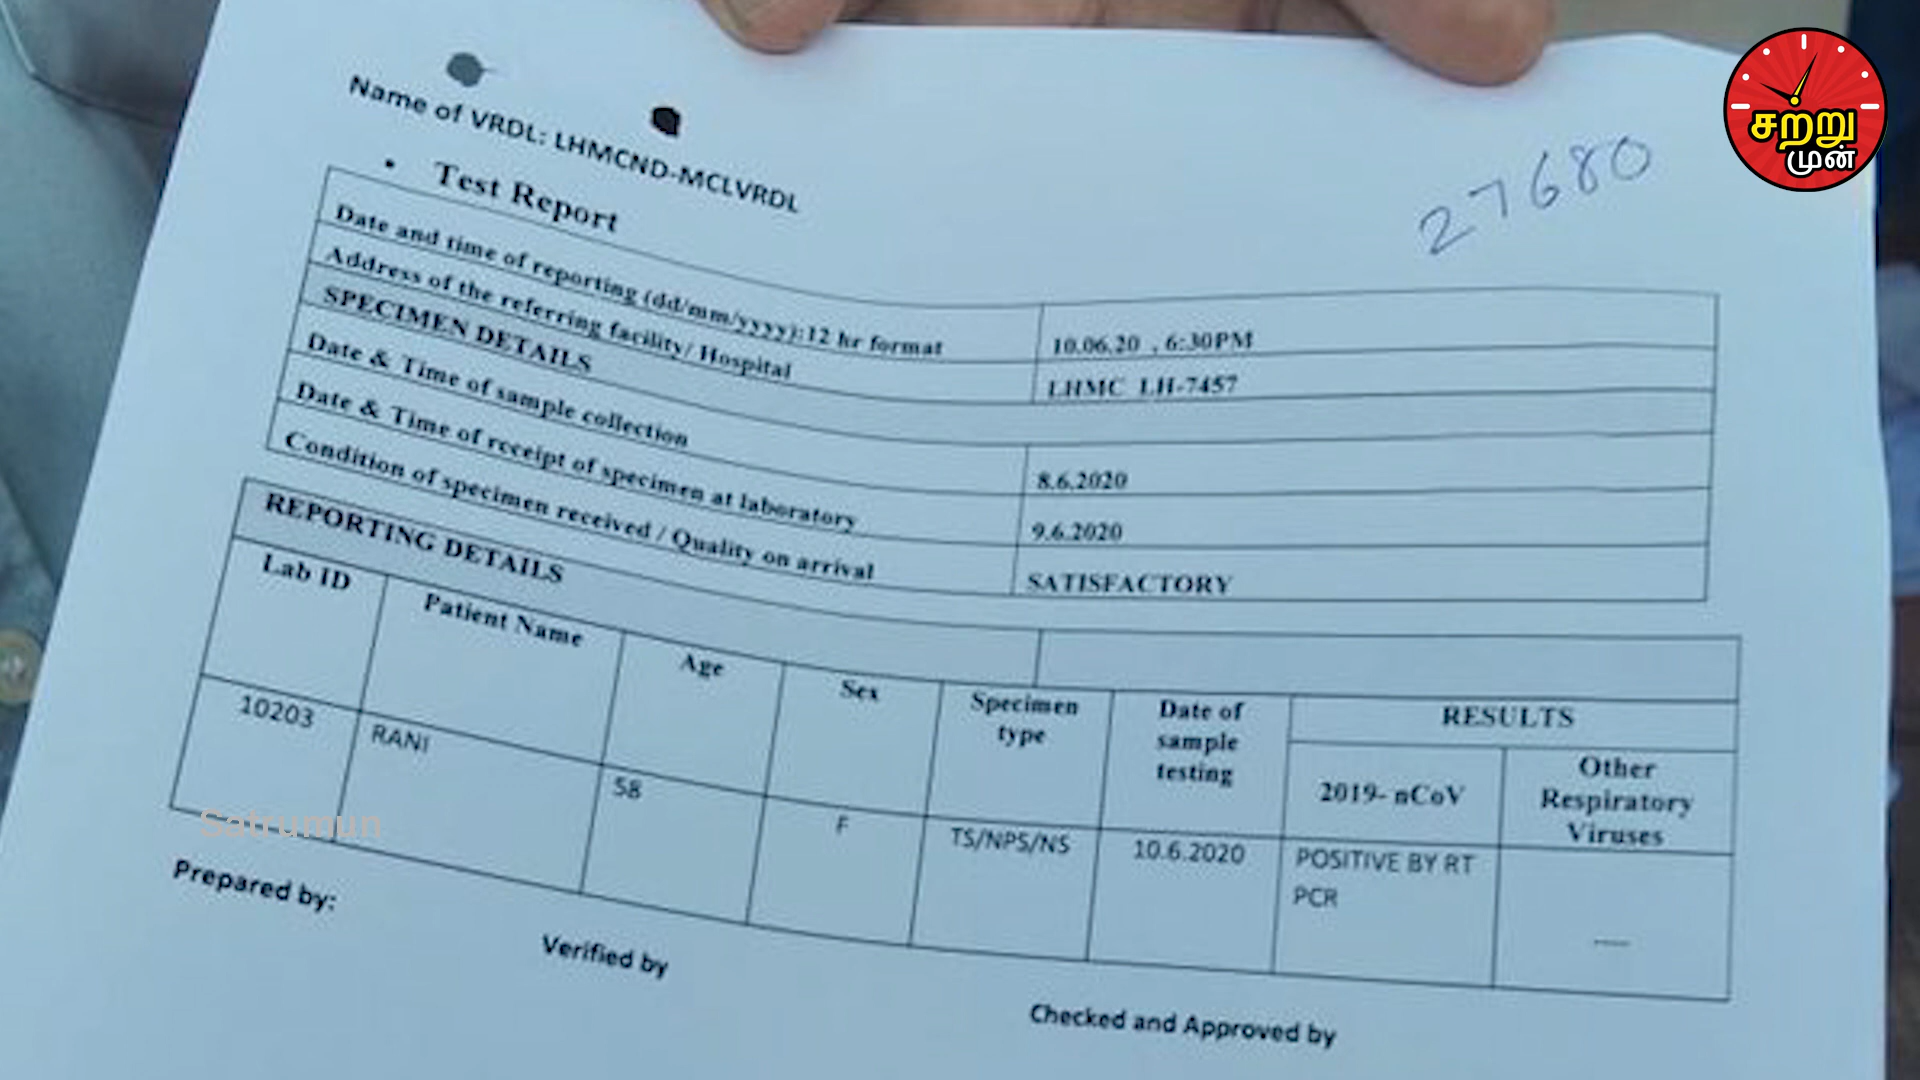 சற்று
முன்
27680
Name of VRDL: LHMCND-MCLVRDL
• Test Report
Date and time of reporting (dd/mm/yyyy):12 hr format 10.06.20 , 6:30PM
Address of the referring facility/ Hospital LHMC LH-7457
SPECIMEN DETAILS
Date & Time of sample collection 8.6.2020
Date & Time of receipt of specimen at laboratory 9.6.2020
Condition of specimen received / Quality on arrival SATISFACTORY
REPORTING DETAILS
Lab ID Patient Name Age Sex Specimen type Date of sample testing RESULTS
2019- nCoV Other Respiratory Viruses
10203 RANI 58 F TS/NPS/NS 10.6.2020 POSITIVE BY RT PCR ---
Satrumun
Prepared by:
Verified by
Checked and Approved by